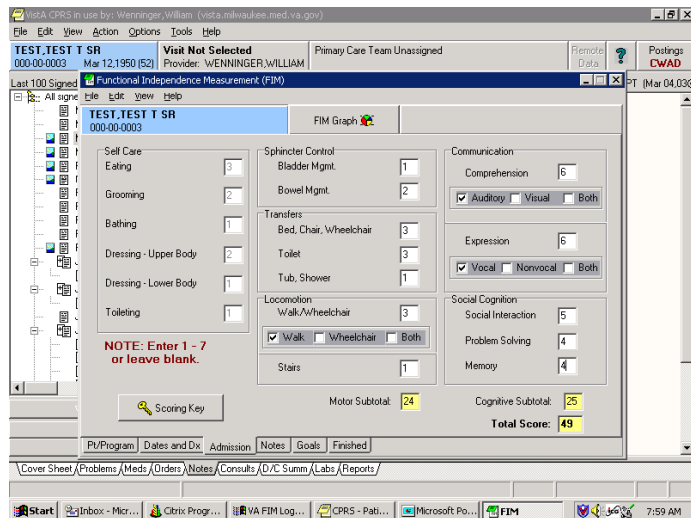 VistA CPRS in use by: Wenninger,William (vista.milwaukee.med.va.gov)
File Edit View Action Options Tools Help
TEST,TEST T SR Visit Not Selected Primary Care Team Unassigned Remote Data ? Postings
000-00-0003 Mar 12,1950 (52) Provider: WENNINGER,WILLIAM CWAD
Last 100 Signed PT (Mar 04,03@
All signe
Functional Independence Measurement (FIM)
File Edit View Help
TEST,TEST T SR
000-00-0003
FIM Graph
Self Care
Eating 3
Grooming 2
Bathing 1
Dressing - Upper Body 2
Dressing - Lower Body 1
Toileting 1
NOTE: Enter 1 - 7
or leave blank.
Scoring Key
Sphincter Control
Bladder Mgmt. 1
Bowel Mgmt. 2
Transfers
Bed, Chair, Wheelchair 3
Toilet 3
Tub, Shower 1
Locomotion
Walk/Wheelchair 3
Walk Wheelchair Both
Stairs 1
Motor Subtotal: 24
Communication
Comprehension 6
Auditory Visual Both
Expression 6
Vocal Nonvocal Both
Social Cognition
Social Interaction 5
Problem Solving 4
Memory 4
Cognitive Subtotal: 25
Total Score: 49
Pt/Program Dates and Dx Admission Notes Goals Finished
Cover Sheet Problems Meds Orders Notes Consults D/C Summ Labs Reports
Start Inbox - Micr... Citrix Progr... VA FIM Log... CPRS - Pati... Microsoft Po... FIM 7:59 AM